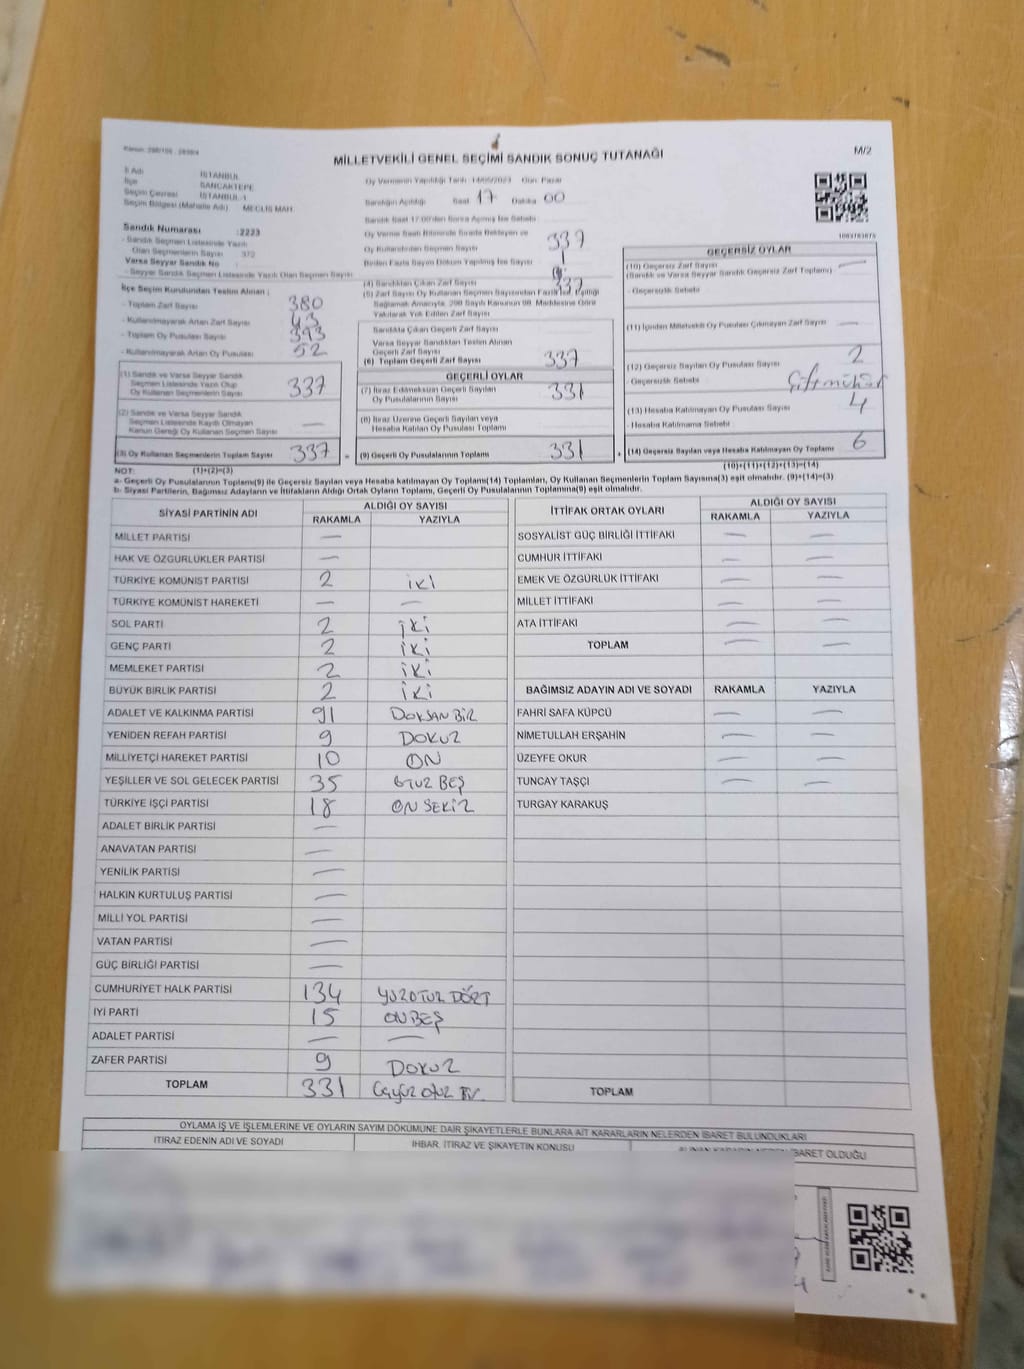 MİLLETVEKİLİ GENEL SEÇİMİ SANDIK SONUÇ TUTANAĞI
M/2
İl Adı İSTANBUL
İlçe SANCAKTEPE
Seçim Çevresi İSTANBUL-1
Seçim Bölgesi (Mahalle Adı) MECLİS MAH.
Oy Vermenin Yapıldığı Tarih 14/05/2023 Gün Pazar
Sandığın Açıldığı Saat 17 Dakika 00
Sandık Numarası :2223
- Sandık Seçmen Listesinde Yazılı
Olan Seçmenlerin Sayısı 372
Varsa Seyyar Sandık No :
- Seyyar Sandık Seçmen Listesinde Yazılı Olan Seçmen Sayısı
Oy Kullandıran Seçmen Sayısı 337
Birden Fazla Sayım Döküm Yapılmış İse Sayısı 1
İlçe Seçim Kurulundan Teslim Alınan ;
- Toplam Zarf Sayısı 380
- Kullanılmayarak Artan Zarf Sayısı 43
- Toplam Oy Pusulası Sayısı 393
- Kullanılmayarak Artan Oy Pusulası 52
(1) Sandık ve Varsa Seyyar Sandık
Seçmen Listesinde Yazılı Olup
Oy Kullanan Seçmenlerin Sayısı 337
(2) Sandık ve Varsa Seyyar Sandık
Seçmen Listesinde Kayıtlı Olmayan
Kanun Gereği Oy Kullanan Seçmen Sayısı —
(3) Oy Kullanan Seçmenlerin Toplam Sayısı 337 =
(4) Sandıktan Çıkan Zarf Sayısı 337
(5) Zarf Sayısı Oy Kullanan Seçmen Sayısından Fazla İse Eşitliği
Sağlamak Amacıyla, 298 Sayılı Kanunun 98. Maddesine Göre
Yakılarak Yok Edilen Zarf Sayısı
Sandıkta Çıkan Geçerli Zarf Sayısı
Varsa Seyyar Sandıktan Teslim Alınan
Geçerli Zarf Sayısı
(6) Toplam Geçerli Zarf Sayısı 337
GEÇERLİ OYLAR
(7) İtiraz Edilmeksizin Geçerli Sayılan
Oy Pusulalarının Sayısı 331
(8) İtiraz Üzerine Geçerli Sayılan veya
Hesaba Katılan Oy Pusulası Toplamı
(9) Geçerli Oy Pusulalarının Toplamı 331 +
GEÇERSİZ OYLAR
(10) Geçersiz Zarf Sayısı —
(Sandık ve Varsa Seyyar Sandık Geçersiz Zarf Toplamı)
- Geçersizlik Sebebi
(11) İçinden Milletvekili Oy Pusulası Çıkmayan Zarf Sayısı —
(12) Geçersiz Sayılan Oy Pusulası Sayısı 2
- Geçersizlik Sebebi
(13) Hesaba Katılmayan Oy Pusulası Sayısı 4
- Hesaba Katılmama Sebebi
(14) Geçersiz Sayılan veya Hesaba Katılmayan Oy Toplamı 6
NOT: (1)+(2)=(3) (10)+(11)+(12)+(13)=(14)
a- Geçerli Oy Pusulalarının Toplamı(9) ile Geçersiz Sayılan veya Hesaba katılmayan Oy Toplamı(14) Toplamları, Oy Kullanan Seçmenlerin Toplam Sayısına(3) eşit olmalıdır. (9)+(14)=(3)
b- Siyasi Partilerin, Bağımsız Adayların ve İttifakların Aldığı Ortak Oyların Toplamı, Geçerli Oy Pusulalarının Toplamına(9) eşit olmalıdır.
SİYASİ PARTİNİN ADI ALDIĞI OY SAYISI
RAKAMLA YAZIYLA
MİLLET PARTİSİ —
HAK VE ÖZGÜRLÜKLER PARTİSİ —
TÜRKİYE KOMÜNİST PARTİSİ 2 iki
TÜRKİYE KOMÜNİST HAREKETİ — —
SOL PARTİ 2 iKi
GENÇ PARTİ 2 iKi
MEMLEKET PARTİSİ 2 iKi
BÜYÜK BİRLİK PARTİSİ 2 iKi
ADALET VE KALKINMA PARTİSİ 91 DOKSAN BİR
YENİDEN REFAH PARTİSİ 9 DOKUZ
MİLLİYETÇİ HAREKET PARTİSİ 10 ON
YEŞİLLER VE SOL GELECEK PARTİSİ 35 OTUZ BEŞ
TÜRKİYE İŞÇİ PARTİSİ 18 ON SEKİZ
ADALET BİRLİK PARTİSİ —
ANAVATAN PARTİSİ —
YENİLİK PARTİSİ —
HALKIN KURTULUŞ PARTİSİ —
MİLLİ YOL PARTİSİ —
VATAN PARTİSİ —
GÜÇ BİRLİĞİ PARTİSİ —
CUMHURİYET HALK PARTİSİ 134 YUZOTUZ DÖRT
İYİ PARTİ 15 ONBEŞ
ADALET PARTİSİ — —
ZAFER PARTİSİ 9 DOKUZ
TOPLAM 331 Üçyüz otuz Bir
İTTİFAK ORTAK OYLARI ALDIĞI OY SAYISI
RAKAMLA YAZIYLA
SOSYALİST GÜÇ BİRLİĞİ İTTİFAKI — —
CUMHUR İTTİFAKI — —
EMEK VE ÖZGÜRLÜK İTTİFAKI — —
MİLLET İTTİFAKI — —
ATA İTTİFAKI — —
TOPLAM — —
BAĞIMSIZ ADAYIN ADI VE SOYADI RAKAMLA YAZIYLA
FAHRİ SAFA KÜPCÜ — —
NİMETULLAH ERŞAHİN — —
ÜZEYFE OKUR — —
TUNCAY TAŞÇI — —
TURGAY KARAKUŞ
TOPLAM
OYLAMA İŞ VE İŞLEMLERİNE VE OYLARIN SAYIM DÖKÜMÜNE DAİR ŞİKAYETLERLE BUNLARA AİT KARARLARIN NELERDEN İBARET BULUNDUKLARI
İTİRAZ EDENİN ADI VE SOYADI İHBAR, İTİRAZ VE ŞİKAYETİN KONUSU İBARET OLDUĞU